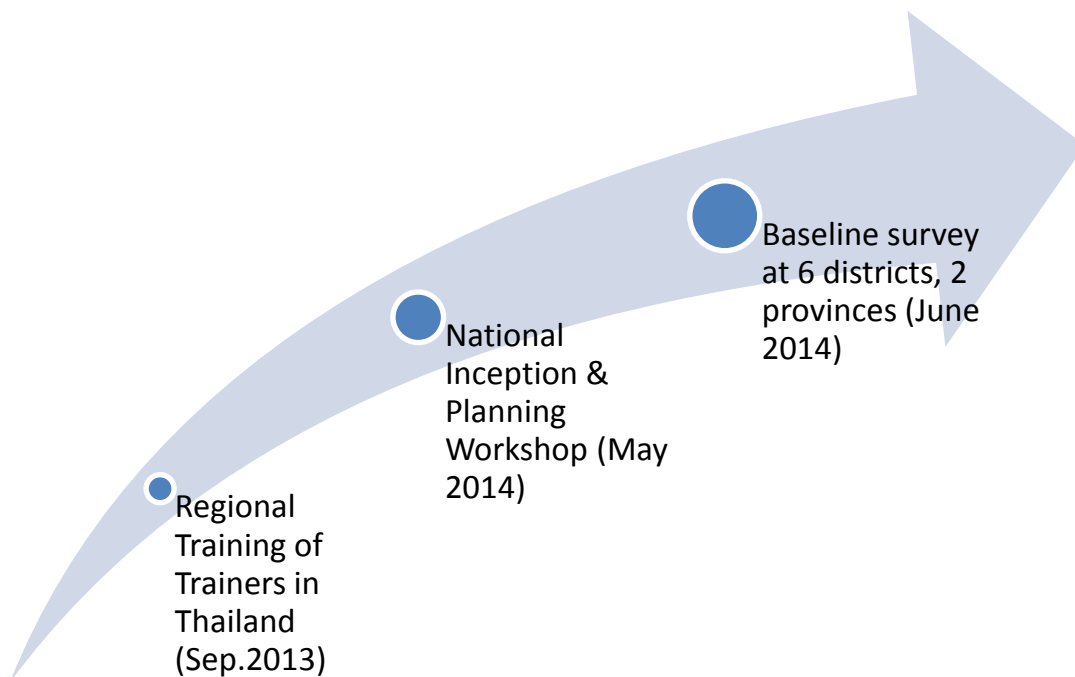 Regional
Training of
Trainers in
Thailand
(Sep.2013)
National
Inception &
Planning
Workshop (May
2014)
Baseline survey
at 6 districts, 2
provinces (June
2014)